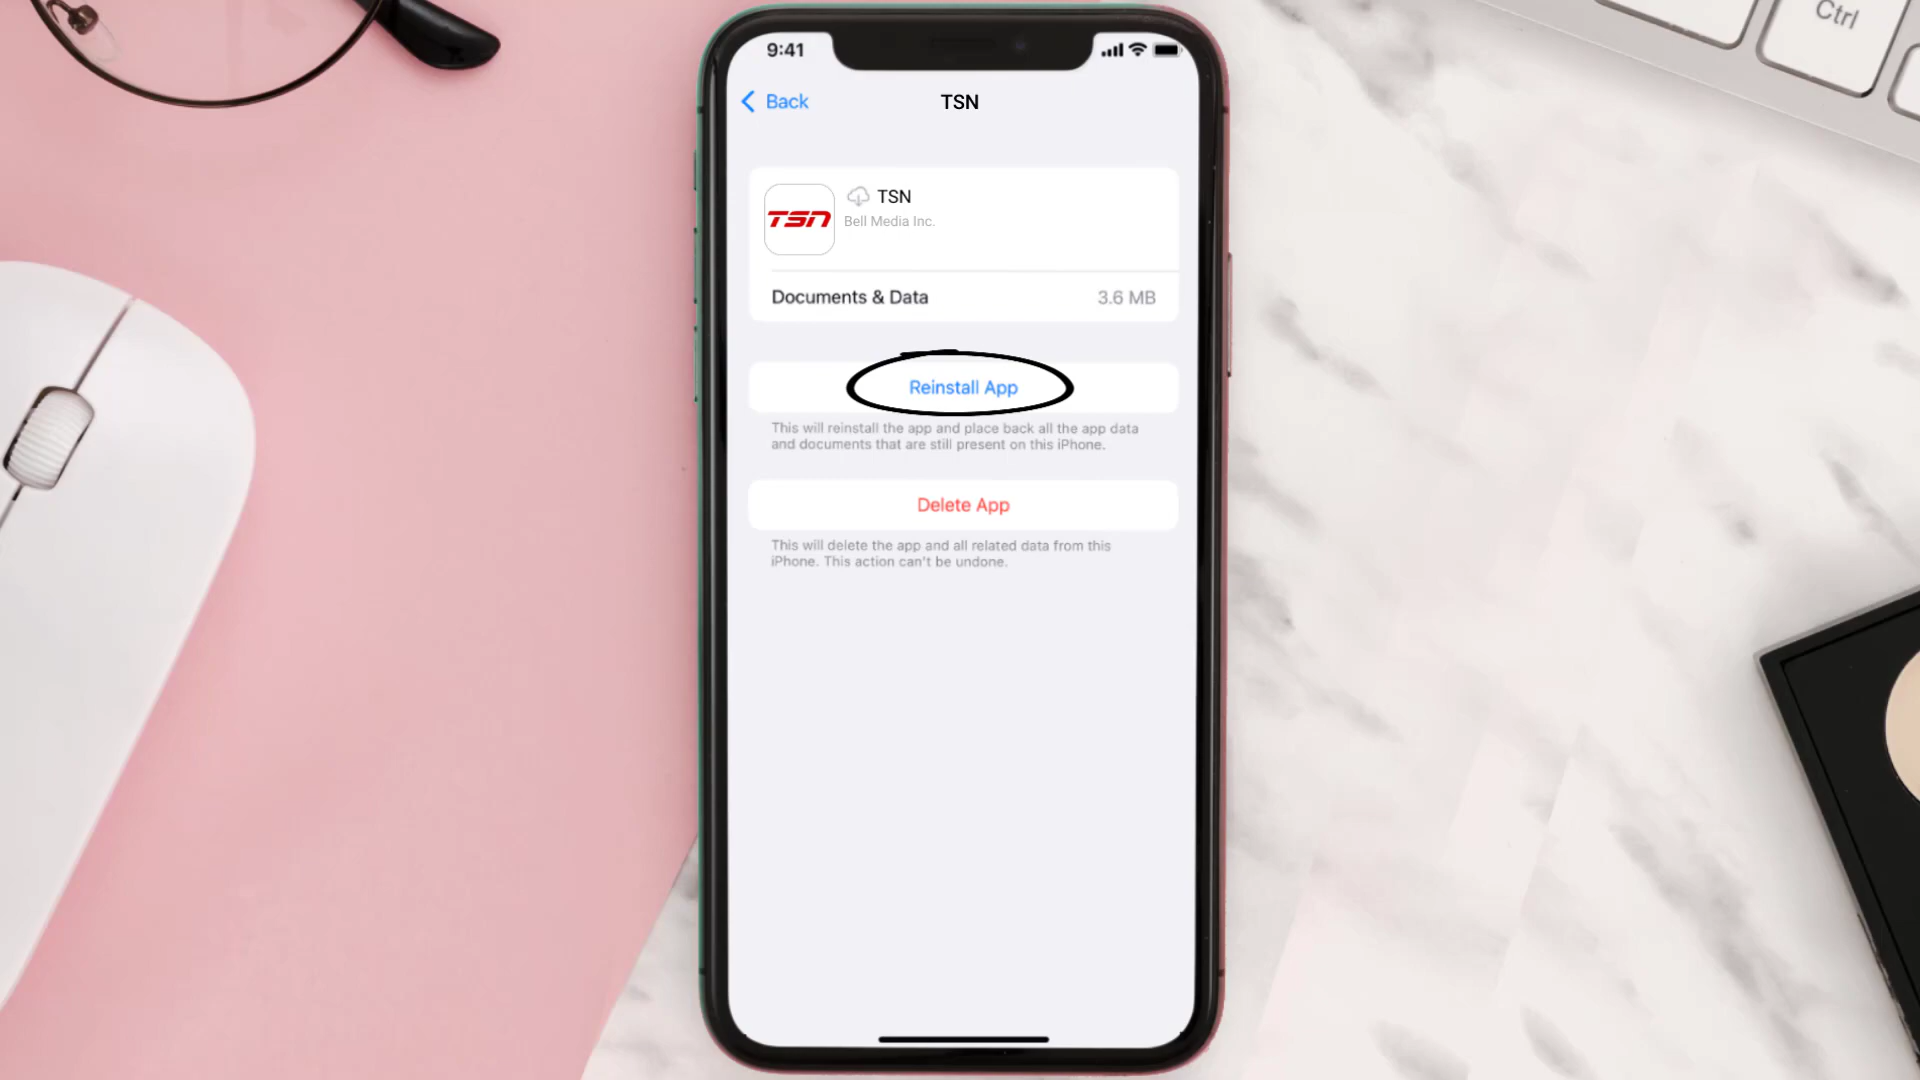 Ctrl
9:41
Back
TSN
TSN
TSN
Bell Media Inc.
Documents & Data 3.6 MB
Reinstall App
This will reinstall the app and place back all the app data
and documents that are still present on this iPhone.
Delete App
This will delete the app and all related data from this
iPhone. This action can't be undone.